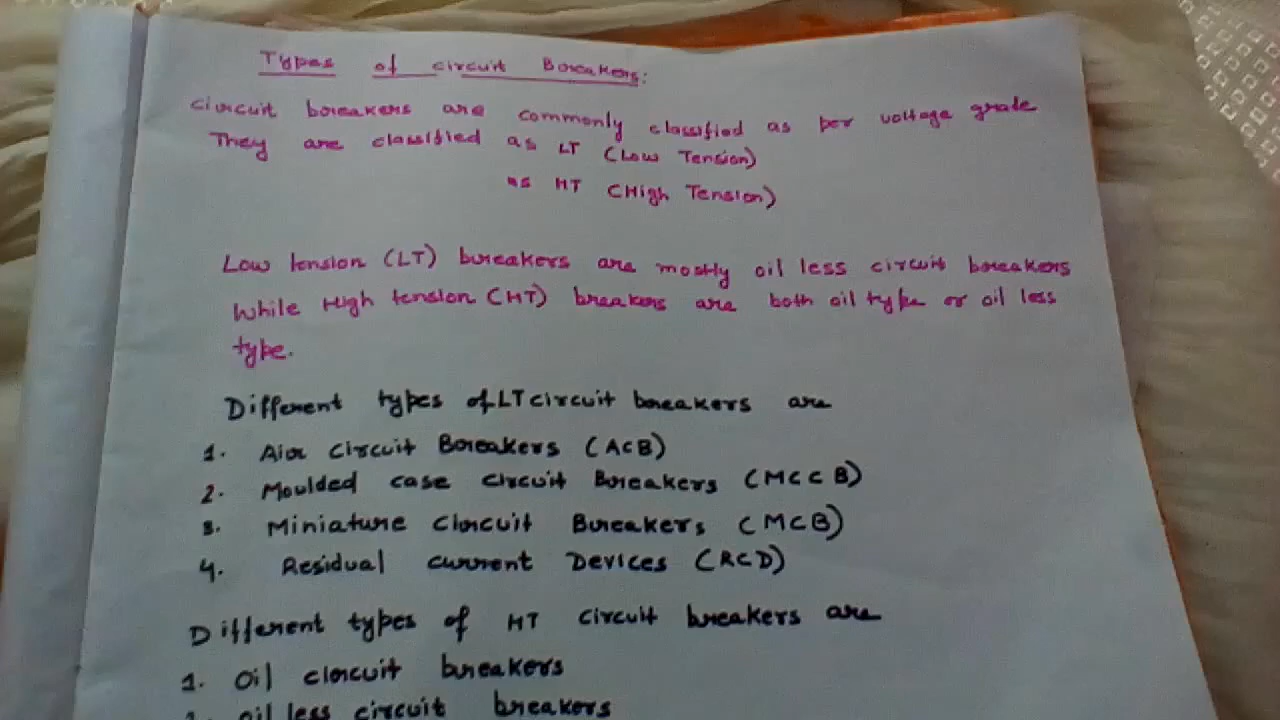 Types of circuit Breakers:
circuit breakers are commonly classified as per voltage grade
They are classified as LT (Low Tension)
as HT (High Tension)
Low tension (LT) breakers are mostly oil less circuit breakers
While High tension (HT) breakers are both oil type or oil less
type.
Different types of LT circuit breakers are
1. Air circuit Breakers (ACB)
2. Moulded case circuit Breakers (MCCB)
3. Miniature circuit Breakers (MCB)
4. Residual current Devices (RCD)
Different types of HT circuit breakers are
1. Oil circuit breakers
2. oil less circuit breakers